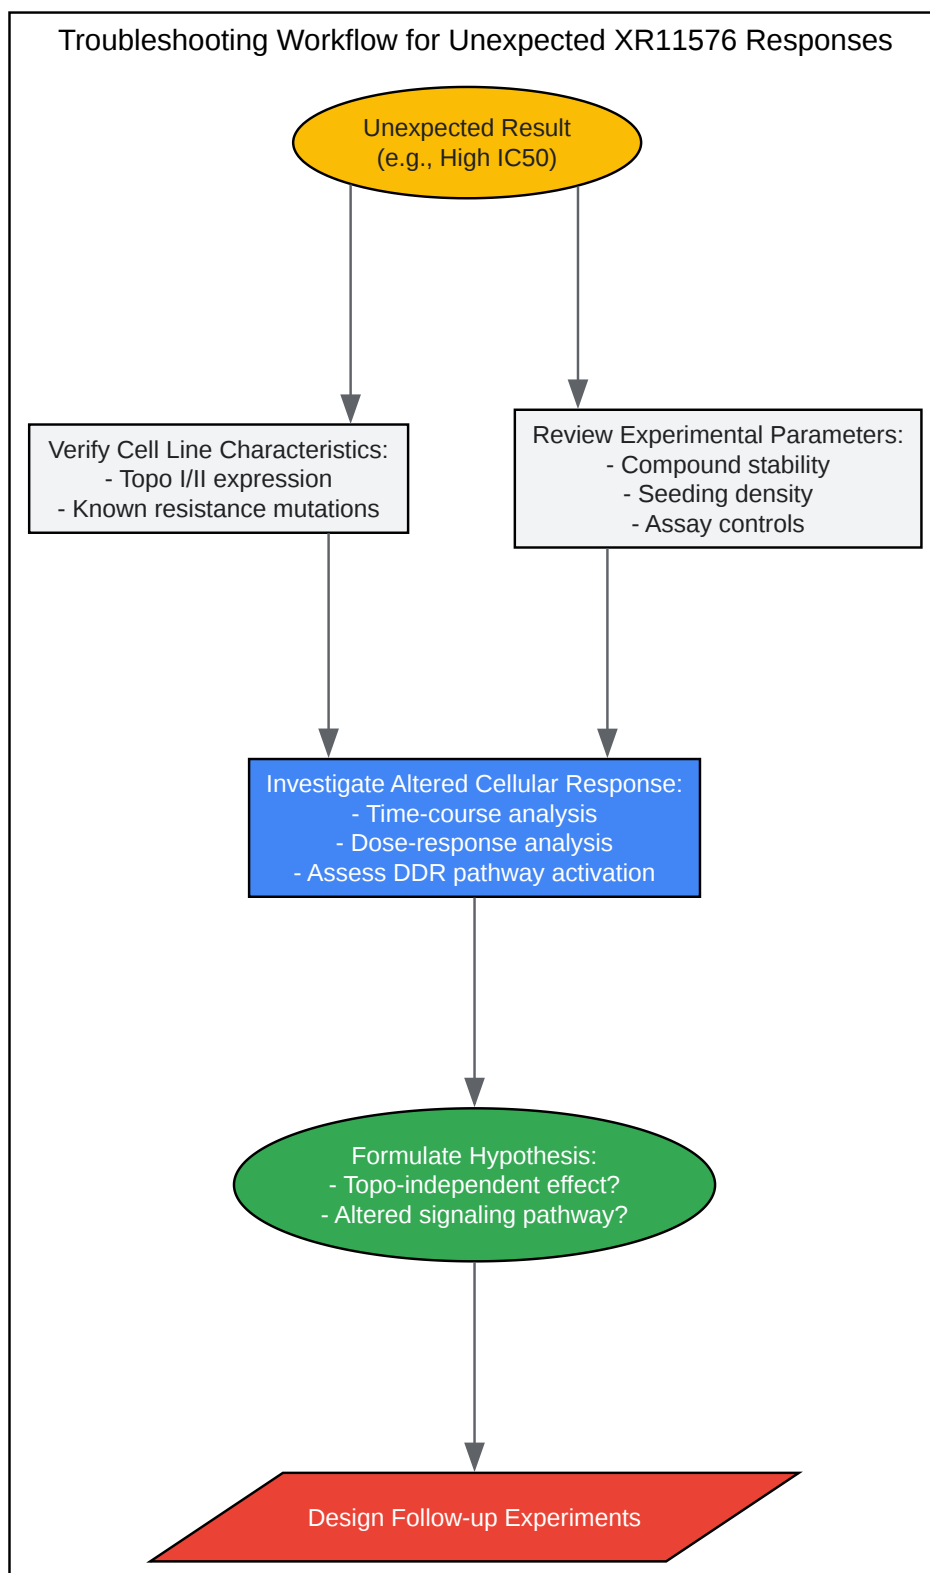 Troubleshooting Workflow for Unexpected XR11576 Responses
Unexpected Result
(e.g., High IC50)
Verify Cell Line Characteristics:
- Topo I/II expression
- Known resistance mutations
Review Experimental Parameters:
- Compound stability
- Seeding density
- Assay controls
Investigate Altered Cellular Response:
- Time-course analysis
- Dose-response analysis
- Assess DDR pathway activation
Formulate Hypothesis:
- Topo-independent effect?
- Altered signaling pathway?
Design Follow-up Experiments